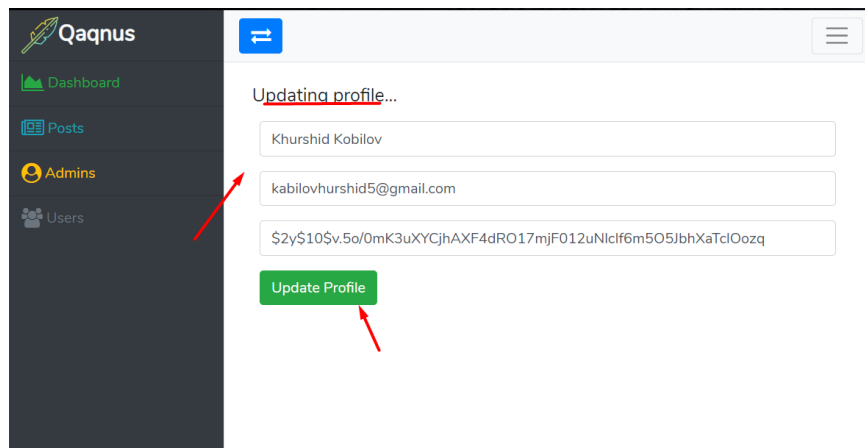 Qaqnus
Dashboard
Posts
Admins
Users
Updating profile...
Khurshid Kobilov
kabilovhurshid5@gmail.com
$2y$10$v.5o/0mK3uXYCjhAXF4dRO17mjF012uNlclf6m5O5JbhXaTclOozq
Update Profile